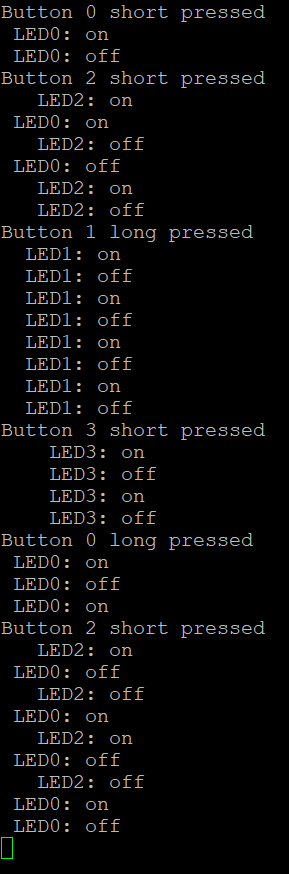 Button 0 short pressed
 LED0: on
 LED0: off
Button 2 short pressed
   LED2: on
 LED0: on
   LED2: off
 LED0: off
   LED2: on
   LED2: off
Button 1 long pressed
  LED1: on
  LED1: off
  LED1: on
  LED1: off
  LED1: on
  LED1: off
  LED1: on
  LED1: off
Button 3 short pressed
    LED3: on
    LED3: off
    LED3: on
    LED3: off
Button 0 long pressed
 LED0: on
 LED0: off
 LED0: on
Button 2 short pressed
   LED2: on
 LED0: off
   LED2: off
 LED0: on
   LED2: on
 LED0: off
   LED2: off
 LED0: on
 LED0: off